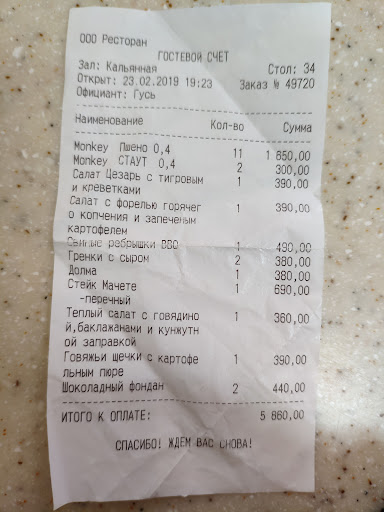 ООО Ресторан
ГОСТЕВОЙ СЧЕТ
Зал: Кальянная Стол: 34
Открыт: 23.02.2019 19:23 Заказ № 49720
Официант: Гусь
Наименование Кол-во Сумма
Monkey Пшено 0,4 11 1 650,00
Monkey СТАУТ 0,4 2 300,00
Салат Цезарь с тигровым 1 390,00
и креветками
Салат с форелью горячег 1 390,00
о копчения и запеченым
картофелем
Свиные ребрышки BBQ 1 490,00
Гренки с сыром 2 380,00
Долма 1 380,00
Стейк Мачете 1 690,00
-перечный
Теплый салат с говядино 1 360,00
й,баклажанами и кунжутн
ой заправкой
Говяжьи щечки с картофе 1 390,00
льным пюре
Шоколадный фондан 2 440,00
ИТОГО К ОПЛАТЕ: 5 860,00
СПАСИБО! ЖДЕМ ВАС СНОВА!